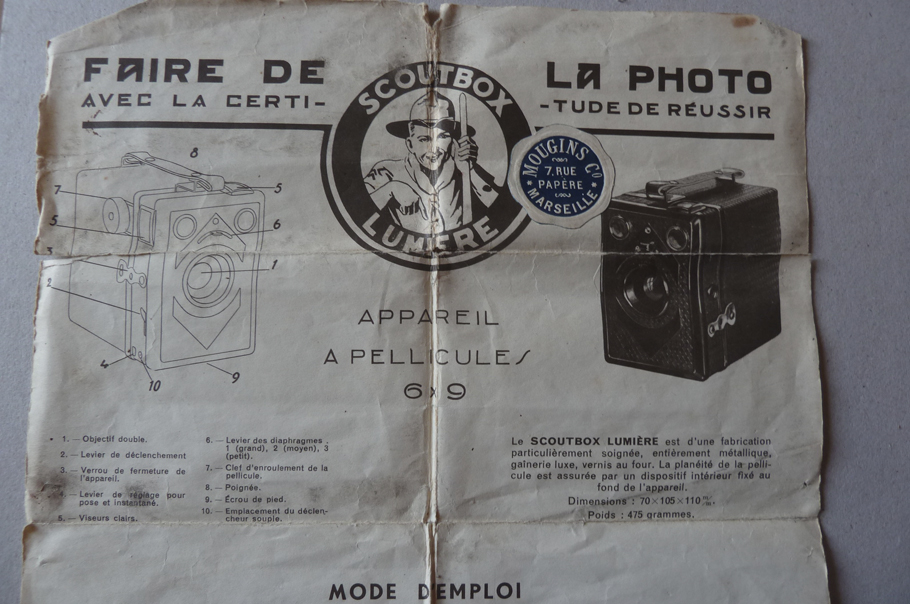 FAIRE DE LA PHOTO
AVEC LA CERTI- -TUDE DE RÉUSSIR
SCOUTBOX
LUMIÈRE
MOUGINS Co
7, RUE
PAPÈRE
MARSEILLE
8
7
5
5
6
3
1
2
4
10
9
APPAREIL
A PELLICULES
6x9
1. — Objectif double.
2. — Levier de déclenchement
3. — Verrou de fermeture de
l'appareil.
4. — Levier de réglage pour
pose et instantané.
5. — Viseurs clairs.
6. — Levier des diaphragmes.
1 (grand), 2 (moyen), 3
(petit).
7. — Clef d'enroulement de la
pellicule.
8. — Poignée.
9. — Écrou de pied.
10. — Emplacement du déclen-
cheur souple.
Le SCOUTBOX LUMIÈRE est d'une fabrication
particulièrement soignée, entièrement métallique,
gaînerie luxe, vernis au four. La planéité de la pelli-
cule est assurée par un dispositif intérieur fixé au
fond de l'appareil.
Dimensions : 70×105×110 m/m.
Poids : 475 grammes.
MODE D'EMPLOI